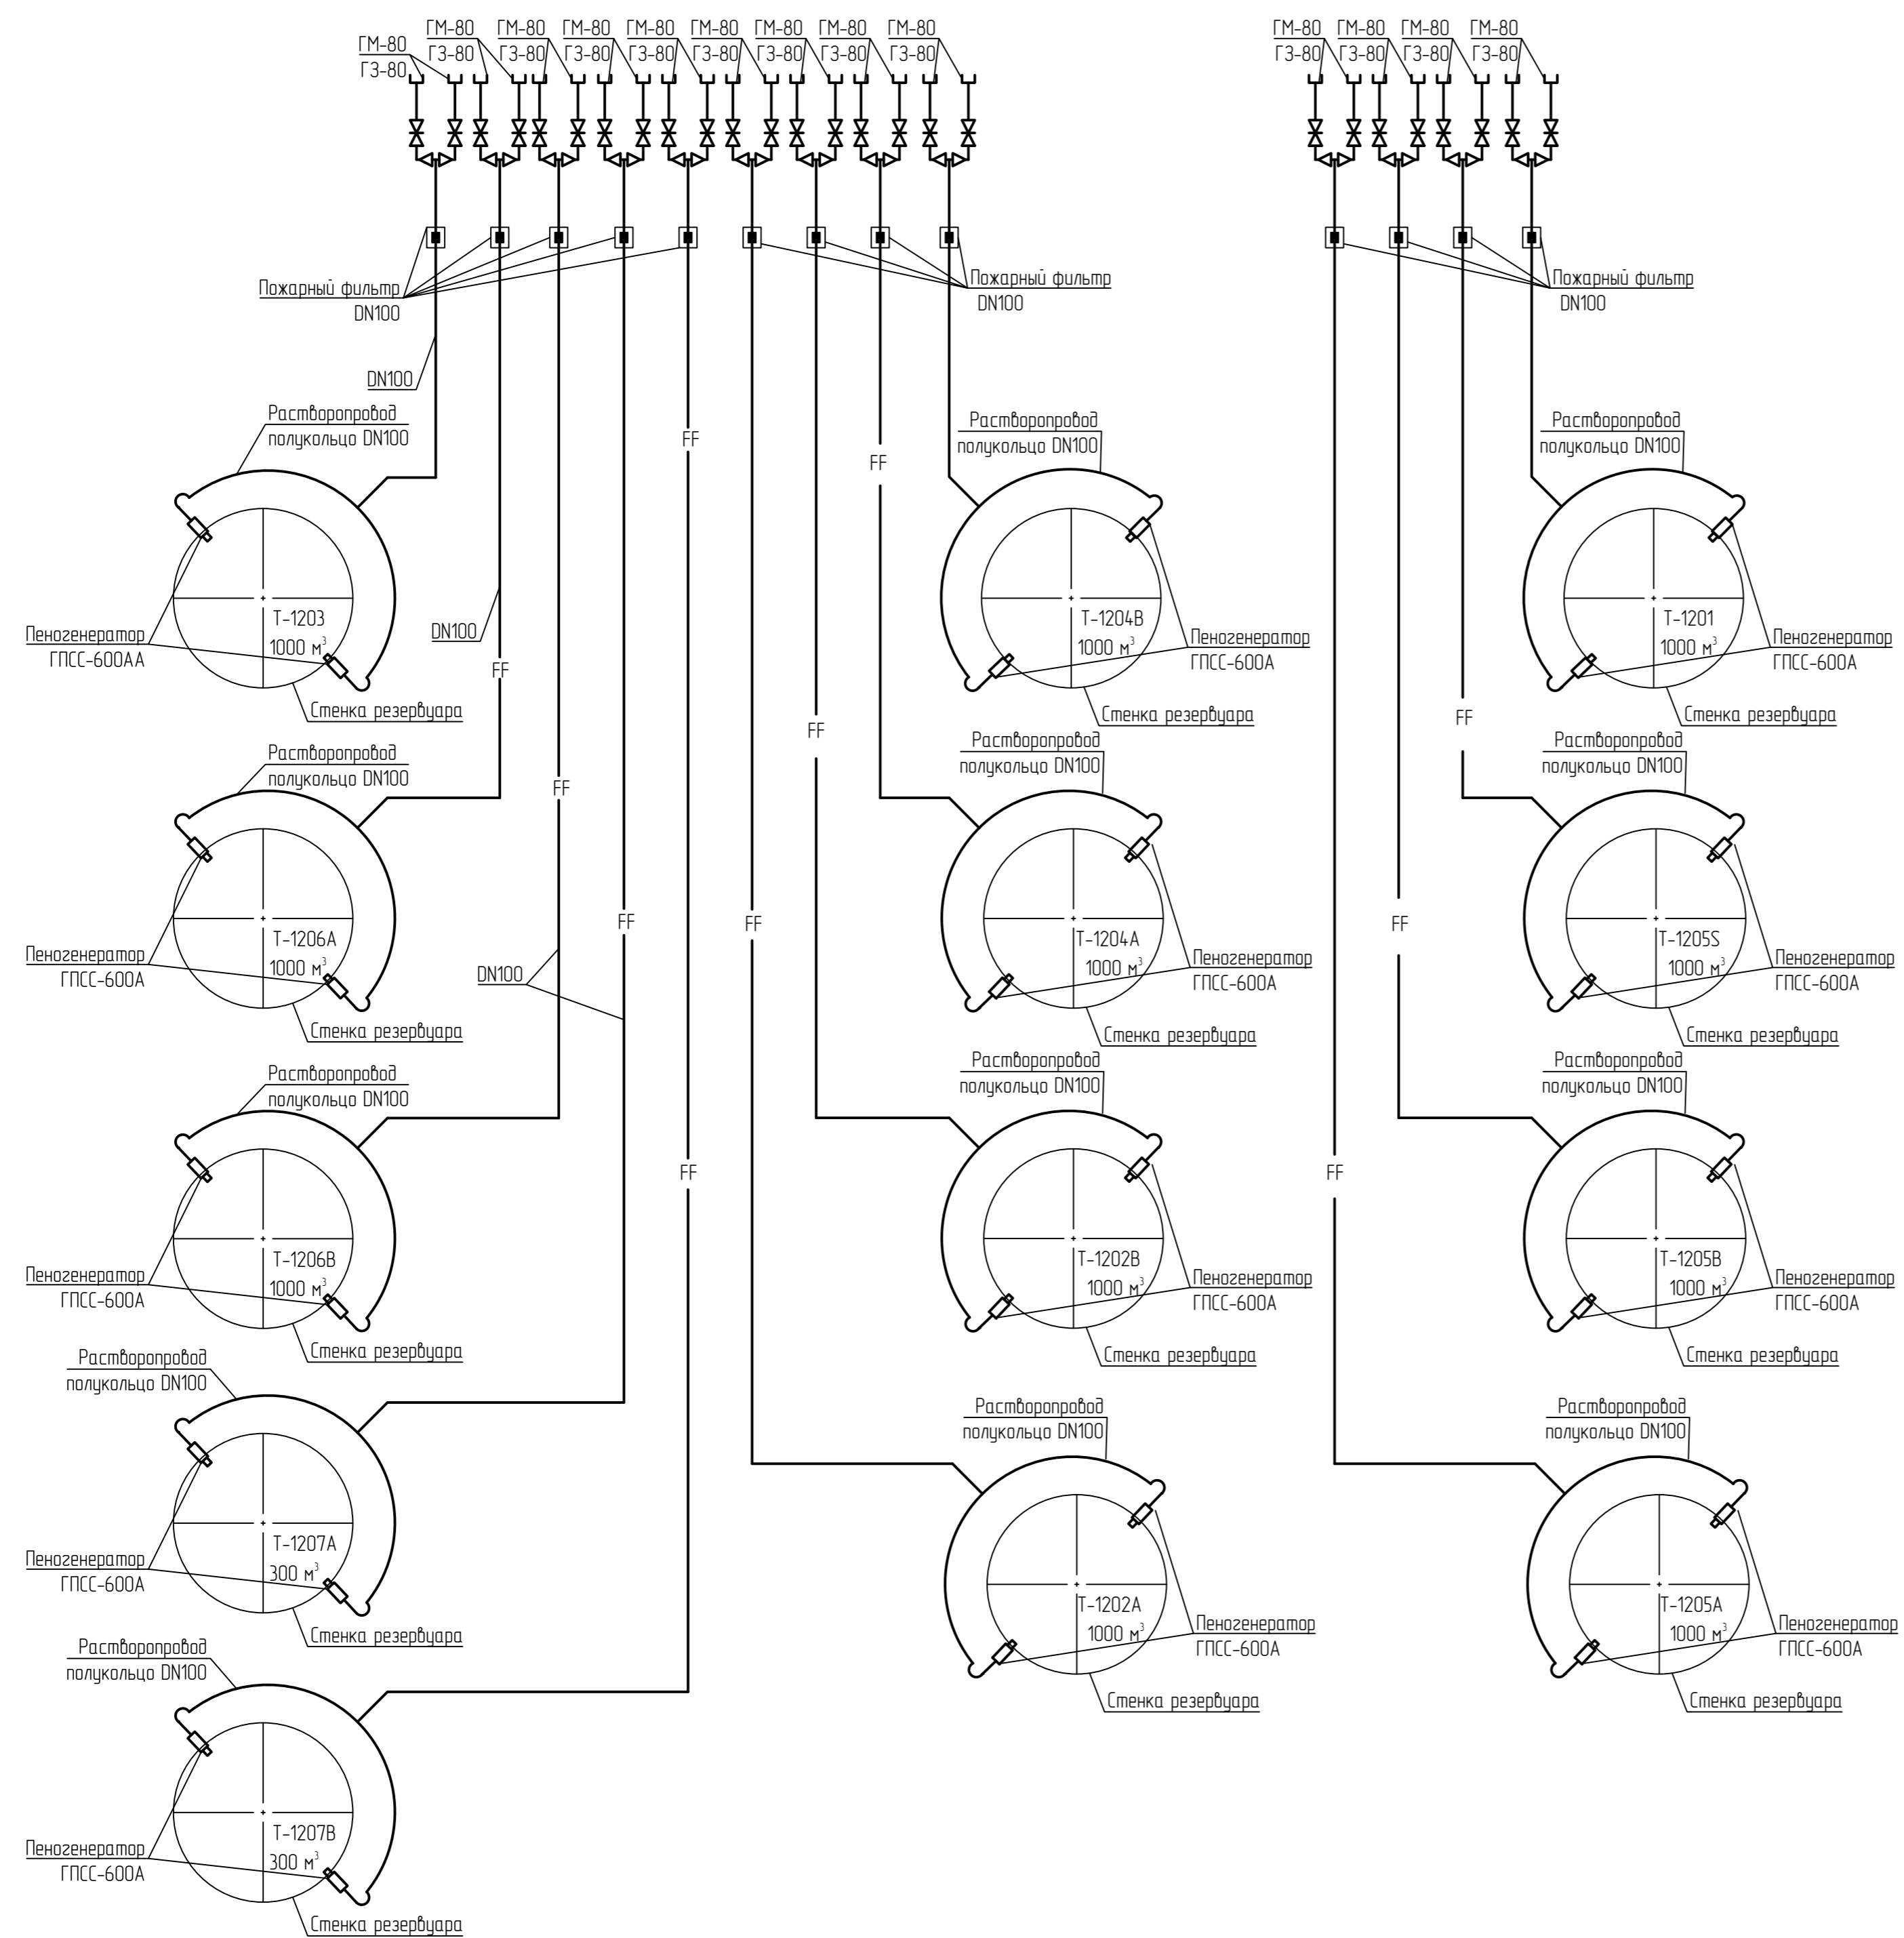 ГМ-80
ГЗ-80
ГМ-80
ГЗ-80
ГМ-80
ГЗ-80
ГМ-80
ГЗ-80
ГМ-80
ГЗ-80
ГМ-80
ГЗ-80
ГМ-80
ГЗ-80
ГМ-80
ГЗ-80
ГМ-80
ГЗ-80
ГМ-80
ГЗ-80
ГМ-80
ГЗ-80
ГМ-80
ГЗ-80
ГМ-80
ГЗ-80
Пожарный фильтр
DN100
Пожарный фильтр
DN100
Пожарный фильтр
DN100
DN100
Растворопровод
полукольцо DN100
FF
FF
Растворопровод
полукольцо DN100
Растворопровод
полукольцо DN100
Т-1203
1000 м³
Пеногенератор
ГПСС-600АА
Стенка резервуара
DN100
FF
Т-1204В
1000 м³
Пеногенератор
ГПСС-600А
Стенка резервуара
Т-1201
1000 м³
Пеногенератор
ГПСС-600А
Стенка резервуара
Растворопровод
полукольцо DN100
FF
FF
FF
Растворопровод
полукольцо DN100
Растворопровод
полукольцо DN100
Т-1206А
1000 м³
Пеногенератор
ГПСС-600А
Стенка резервуара
DN100
FF
FF
FF
Т-1204А
1000 м³
Пеногенератор
ГПСС-600А
Стенка резервуара
Т-1205S
1000 м³
Пеногенератор
ГПСС-600А
Стенка резервуара
Растворопровод
полукольцо DN100
Растворопровод
полукольцо DN100
Растворопровод
полукольцо DN100
FF
FF
Т-1206В
1000 м³
Пеногенератор
ГПСС-600А
Стенка резервуара
Т-1202В
1000 м³
Пеногенератор
ГПСС-600А
Стенка резервуара
Т-1205В
1000 м³
Пеногенератор
ГПСС-600А
Стенка резервуара
Растворопровод
полукольцо DN100
Растворопровод
полукольцо DN100
Растворопровод
полукольцо DN100
Т-1207А
300 м³
Пеногенератор
ГПСС-600А
Стенка резервуара
Т-1202А
1000 м³
Пеногенератор
ГПСС-600А
Стенка резервуара
Т-1205А
1000 м³
Пеногенератор
ГПСС-600А
Стенка резервуара
Растворопровод
полукольцо DN100
Т-1207В
300 м³
Пеногенератор
ГПСС-600А
Стенка резервуара